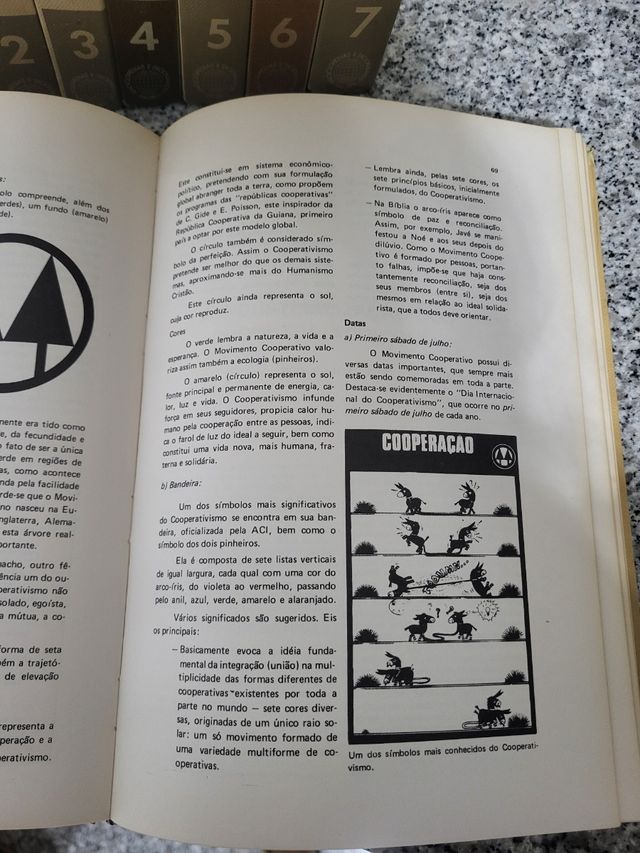 2
3
4
5
6
7
s:
olo compreende, além dos
erdes), um fundo (amarelo)
de).
mente era tido como
e, da fecundidade e
o fato de ser a única
erde em regiões de
as, como acontece
nda pela facilidade
rde-se que o Movi-
no nasceu na Eu-
nglaterra, Alema-
esta árvore real-
portante.
nacho, outro fê-
ência um do ou-
operativismo não
solado, egoísta,
a mútua, a co-
forma de seta
bém a trajetó-
de elevação
representa a
peração e a
perativismo.
Este constitui-se em sistema econômico-
político, pretendendo com sua formulação
global abranger toda a terra, como propõem
os programas das "repúblicas cooperativas"
de C. Gide e E. Poisson, este inspirador da
República Cooperativa da Guiana, primeiro
país a optar por este modelo global.
O círculo também é considerado sím-
bolo da perfeição. Assim o Cooperativismo
pretende ser melhor do que os demais siste-
mas, aproximando-se mais do Humanismo
Cristão.
Este círculo ainda representa o sol,
cuja cor reproduz.
Cores
O verde lembra a natureza, a vida e a
esperança. O Movimento Cooperativo valo-
riza assim também a ecologia (pinheiros).
O amarelo (círculo) representa o sol,
fonte principal e permanente de energia, ca-
lor, luz e vida. O Cooperativismo infunde
força em seus seguidores, propicia calor hu-
mano pela cooperação entre as pessoas, indi-
ca o farol de luz do ideal a seguir, bem como
constitui uma vida nova, mais humana, fra-
terna e solidária.
b) Bandeira:
Um dos símbolos mais significativos
do Cooperativismo se encontra em sua ban-
deira, oficializada pela ACI, bem como o
símbolo dos dois pinheiros.
Ela é composta de sete listas verticais
de igual largura, cada qual com uma cor do
arco-íris, do violeta ao vermelho, passando
pelo anil, azul, verde, amarelo e alaranjado.
Vários significados são sugeridos. Eis
os principais:
— Basicamente evoca a idéia funda-
mental da integração (união) na mul-
tiplicidade das formas diferentes de
cooperativas existentes por toda a
parte no mundo — sete cores diver-
sas, originadas de um único raio so-
lar: um só movimento formado de
uma variedade multiforme de co-
operativas.
69
— Lembra ainda, pelas sete cores, os
sete princípios básicos, inicialmente
formulados, do Cooperativismo.
— Na Bíblia o arco-íris aparece como
símbolo de paz e reconciliação.
Assim, por exemplo, Javé se mani-
festou a Noé e aos seus depois do
dilúvio. Como o Movimento Coope-
tivo é formado por pessoas, portan-
to falhas, impõe-se que haja cons-
tantemente reconciliação, seja dos
seus membros (entre si), seja dos
mesmos em relação ao ideal solida-
rista, que a todos deve orientar.
Datas
a) Primeiro sábado de julho:
O Movimento Cooperativo possui di-
versas datas importantes, que sempre mais
estão sendo comemoradas em toda a parte.
Destaca-se evidentemente o "Dia Internacio-
nal do Cooperativismo", que ocorre no pri-
meiro sábado de julho de cada ano.
COOPERAÇÃO
Um dos símbolos mais conhecidos do Cooperati-
vismo.